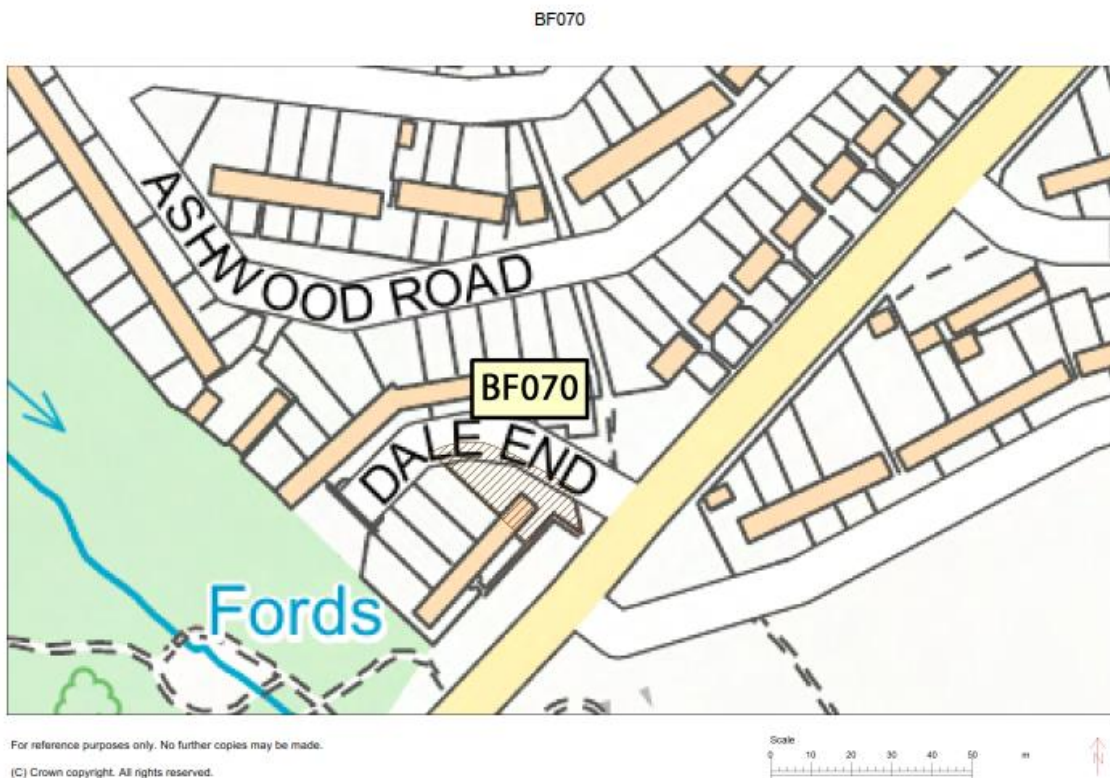 BF070
ASHWOOD ROAD
BF070
DALE END
Fords
For reference purposes only. No further copies may be made.
(C) Crown copyright. All rights reserved.
Scale
0 10 20 30 40 50 m
N